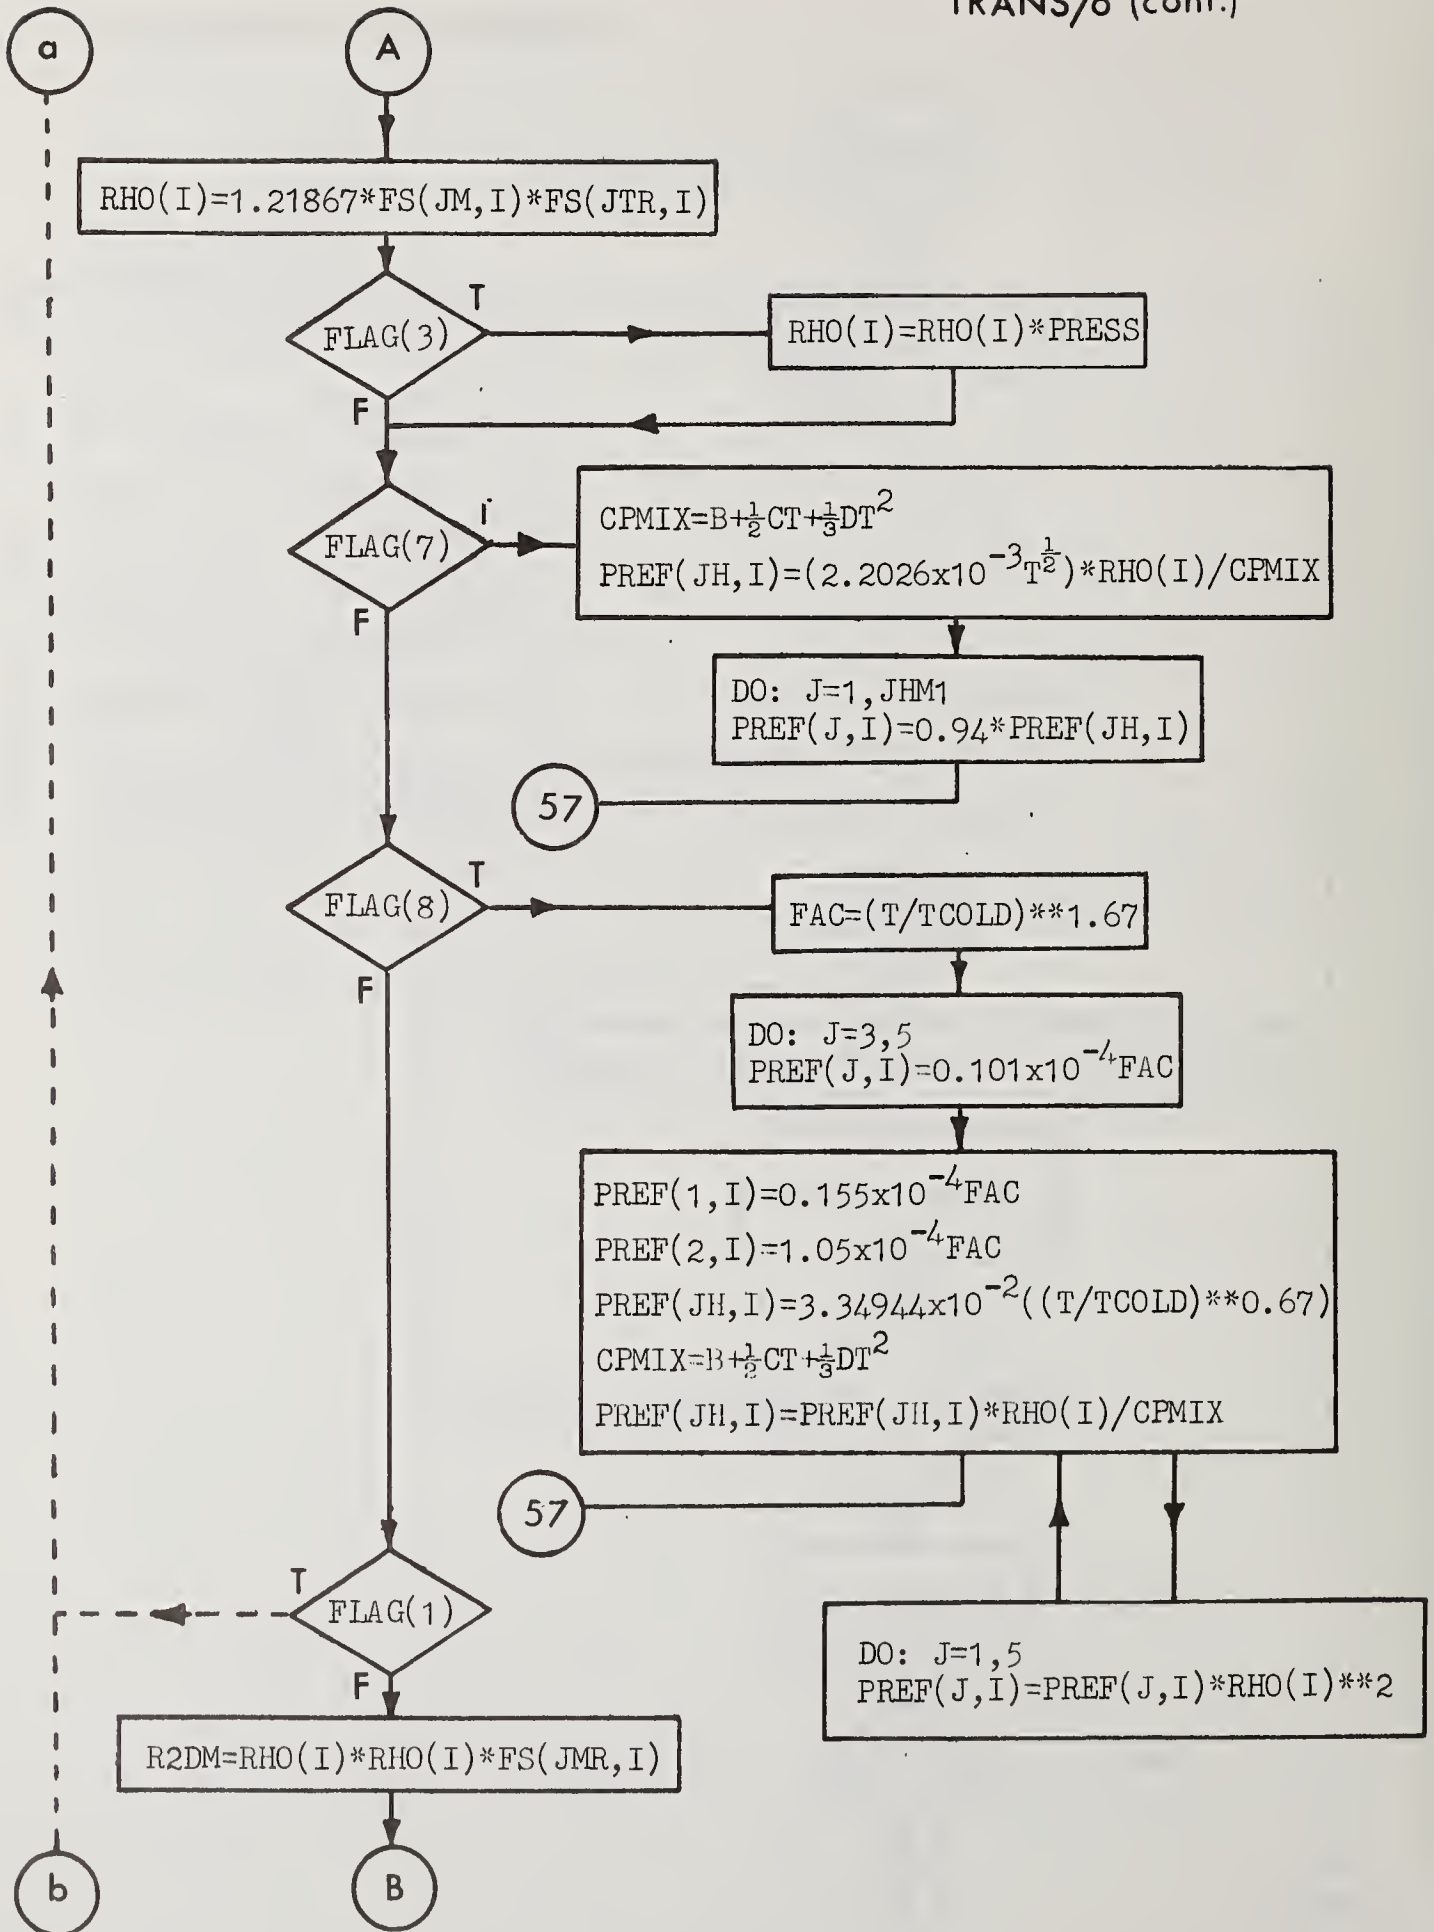 TRANS/6 (cont.)
a
A
RHO(I)=1.21867*FS(JM,I)*FS(JTR,I)
FLAG(3)
T
RHO(I)=RHO(I)*PRESS
F
FLAG(7)
T
CPMIX=B+½CT+⅓DT²
PREF(JH,I)=(2.2026x10⁻³T^½)*RHO(I)/CPMIX
F
DO: J=1,JHM1
PREF(J,I)=0.94*PREF(JH,I)
57
FLAG(8)
T
FAC=(T/TCOLD)**1.67
F
DO: J=3,5
PREF(J,I)=0.101x10⁻⁴FAC
PREF(1,I)=0.155x10⁻⁴FAC
PREF(2,I)=1.05x10⁻⁴FAC
PREF(JH,I)=3.34944x10⁻²((T/TCOLD)**0.67)
CPMIX=B+½CT+⅓DT²
PREF(JH,I)=PREF(JH,I)*RHO(I)/CPMIX
57
T
FLAG(1)
F
DO: J=1,5
PREF(J,I)=PREF(J,I)*RHO(I)**2
R2DM=RHO(I)*RHO(I)*FS(JMR,I)
b
B